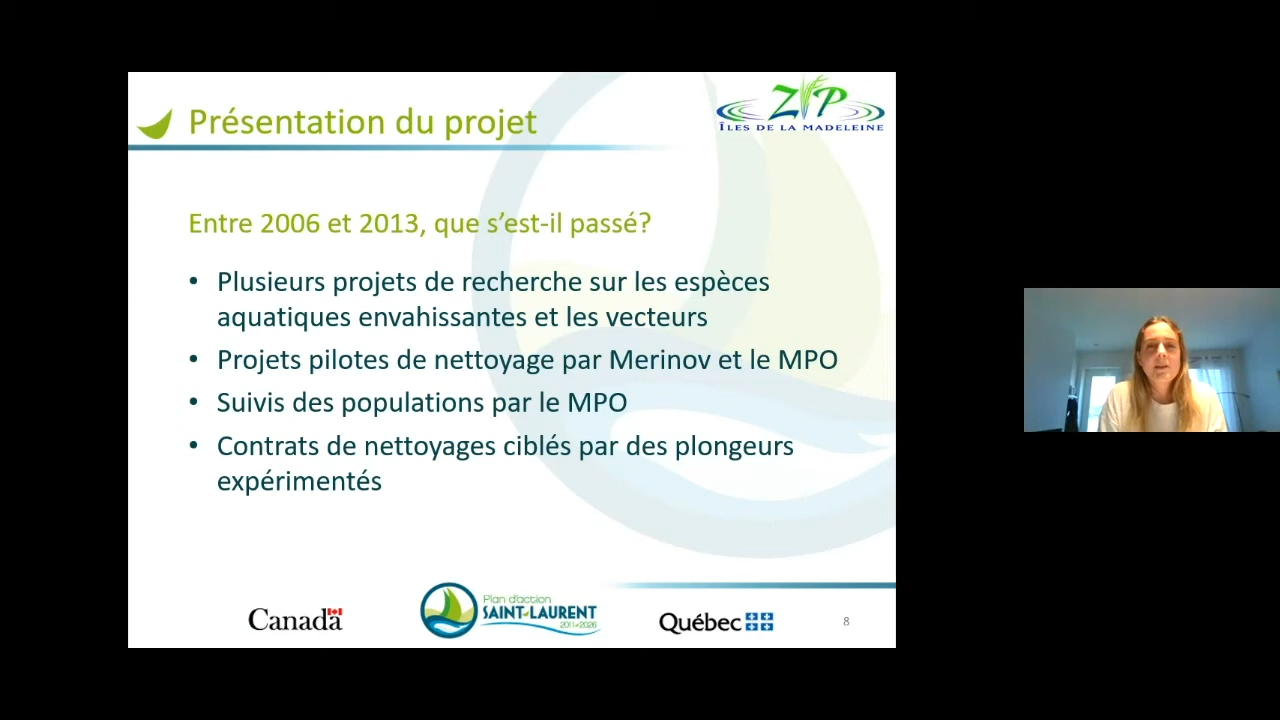 Présentation du projet
ZIP
ÎLES DE LA MADELEINE
Entre 2006 et 2013, que s’est-il passé?
• Plusieurs projets de recherche sur les espèces
aquatiques envahissantes et les vecteurs
• Projets pilotes de nettoyage par Merinov et le MPO
• Suivis des populations par le MPO
• Contrats de nettoyages ciblés par des plongeurs
expérimentés
Canada
Plan d'action
SAINT-LAURENT
2011-2026
Québec
8